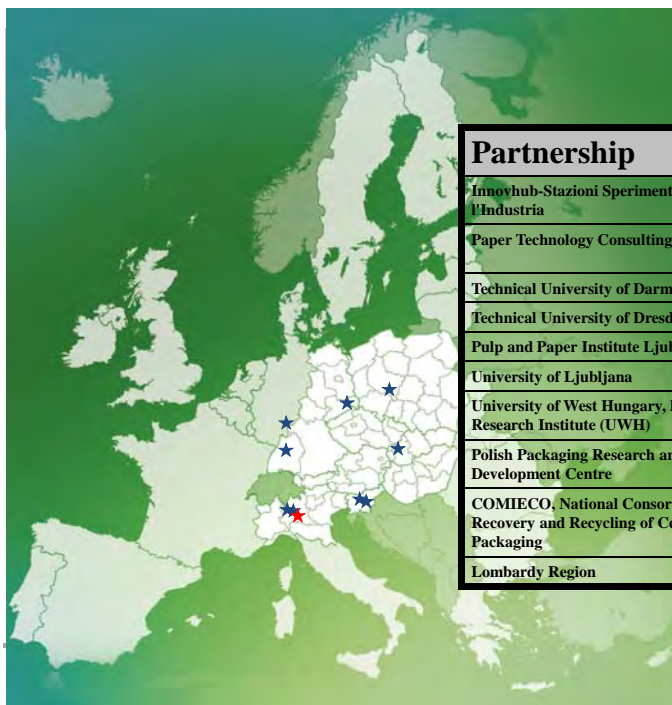 Partnership
Innovhub-Stazioni Speriment
l'Industria
Paper Technology Consulting
Technical University of Darm
Technical University of Dresd
Pulp and Paper Institute Ljub
University of Ljubljana
University of West Hungary,
Research Institute (UWH)
Polish Packaging Research an
Development Centre
COMIECO, National Consor
Recovery and Recycling of Ce
Packaging
Lombardy Region